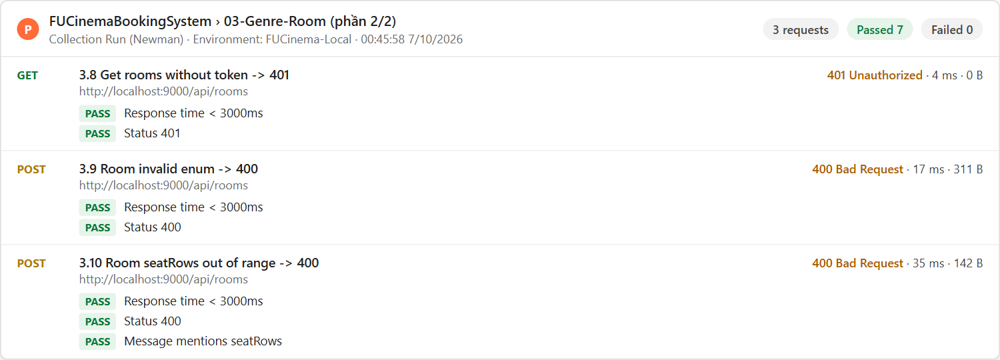 P
FUCinemaBookingSystem › 03-Genre-Room (phần 2/2)
Collection Run (Newman) · Environment: FUCinema-Local · 00:45:58 7/10/2026
3 requests
Passed 7
Failed 0
GET
3.8 Get rooms without token -> 401
401 Unauthorized · 4 ms · 0 B
http://localhost:9000/api/rooms
PASS Response time < 3000ms
PASS Status 401
POST
3.9 Room invalid enum -> 400
400 Bad Request · 17 ms · 311 B
http://localhost:9000/api/rooms
PASS Response time < 3000ms
PASS Status 400
POST
3.10 Room seatRows out of range -> 400
400 Bad Request · 35 ms · 142 B
http://localhost:9000/api/rooms
PASS Response time < 3000ms
PASS Status 400
PASS Message mentions seatRows